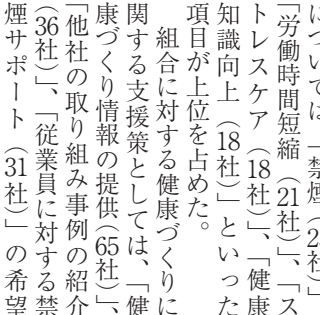 については、「禁煙（2
社）」
「労働時間短縮（21社）」、「ス
トレスケア（18社）」、「健康
知識向上（18社）」といった
項目が上位を占めた。
　組合に対する健康づくりに
関する支援策としては、「健
康づくり情報の提供（65社）」、
「他社の取り組み事例の紹介
（36社）」、「従業員に対する禁
煙サポート（31社）」の希望